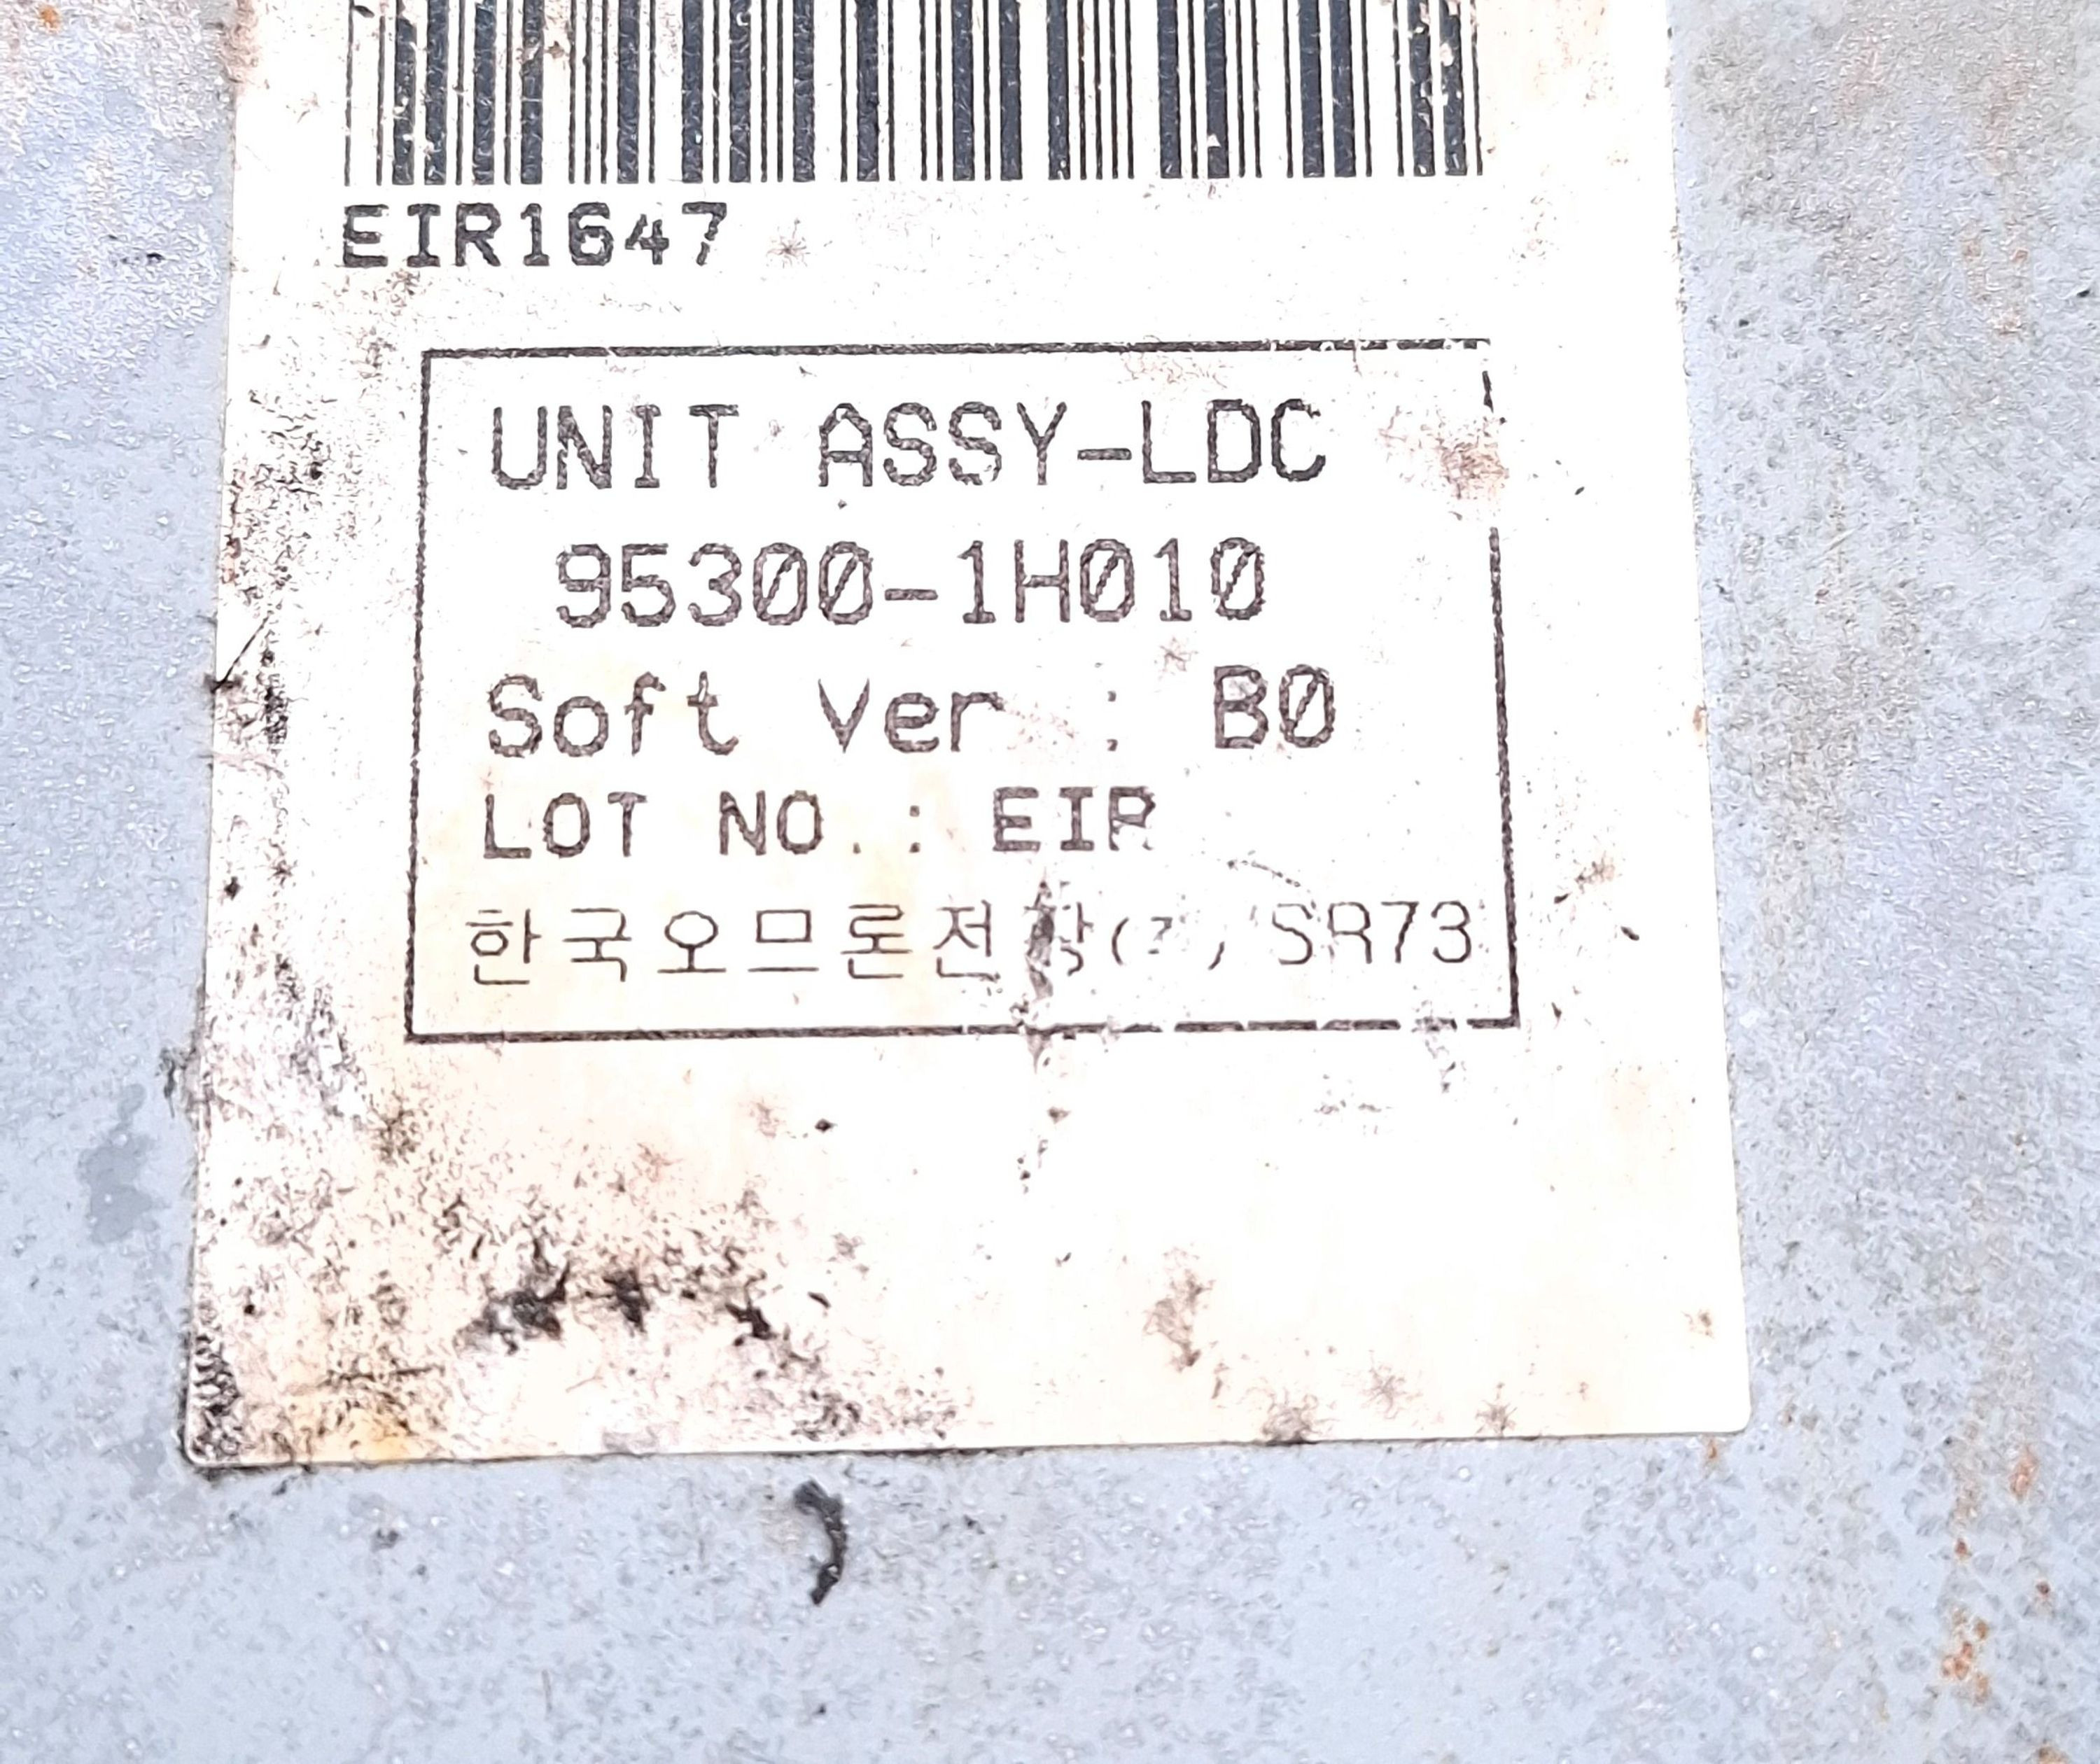 EIR1647
UNIT ASSY-LDC
95300-1H010
Soft Ver : B0
LOT NO.: EIR
한국오므론전장 SR73